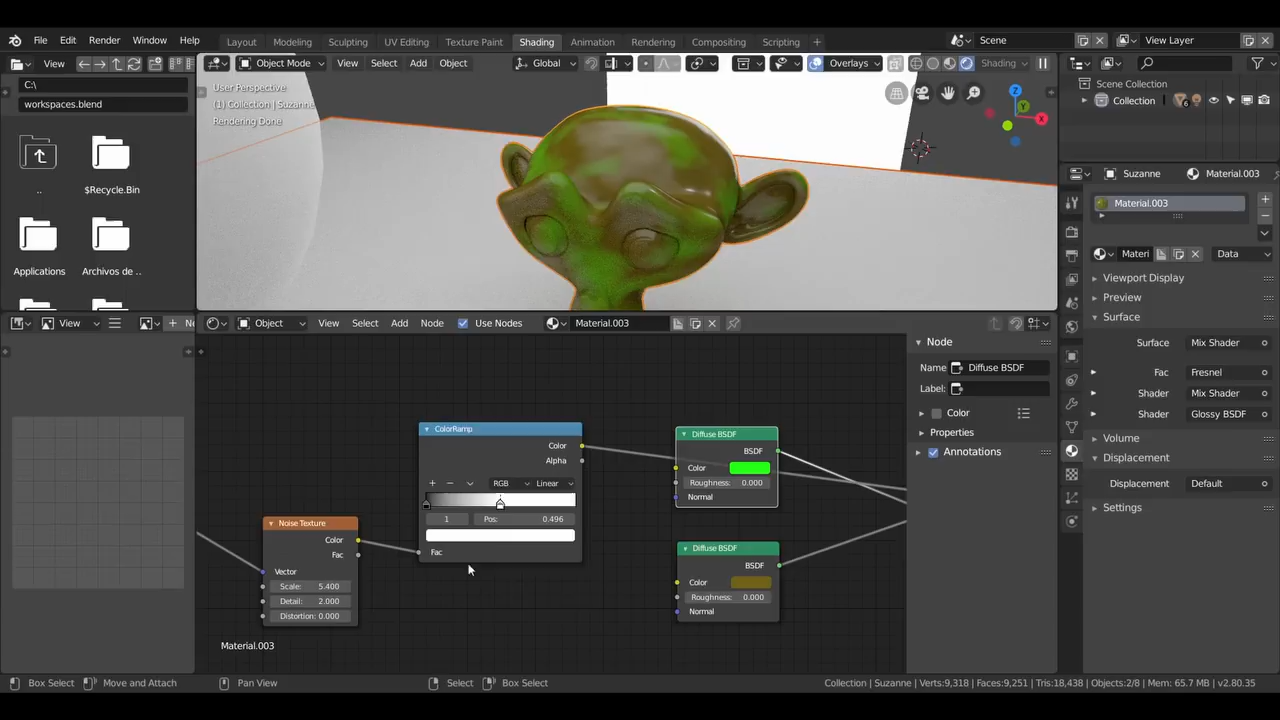 File Edit Render Window Help
Layout Modeling Sculpting UV Editing Texture Paint Shading Animation Rendering Compositing Scripting +
Scene
View Layer
View
C:\
workspaces.blend
..
$Recycle.Bin
Applications
Archivos de ..
Object Mode View Select Add Object Global Overlays Shading
User Perspective
(1) Collection | Suzanne
Rendering Done
Z
Y
X
Scene Collection
Collection 6
Suzanne Material.003
Material.003
Materi Data
Viewport Display
Preview
Surface
Surface Mix Shader
Fac Fresnel
Shader Mix Shader
Shader Glossy BSDF
Volume
Displacement
Displacement Default
Settings
View + Ne
Object View Select Add Node Use Nodes Material.003
Noise Texture
Color
Fac
Vector
Scale: 5.400
Detail: 2.000
Distortion: 0.000
Material.003
ColorRamp
Color
Alpha
+ − RGB Linear
1 Pos: 0.496
Fac
Diffuse BSDF
BSDF
Color
Roughness: 0.000
Normal
Diffuse BSDF
BSDF
Color
Roughness: 0.000
Normal
Node
Name Diffuse BSDF
Label:
Color
Properties
Annotations
Box Select Move and Attach Pan View Select Box Select Collection | Suzanne | Verts:9,318 | Faces:9,251 | Tris:18,438 | Objects:2/8 | Mem: 65.7 MB | v2.80.35